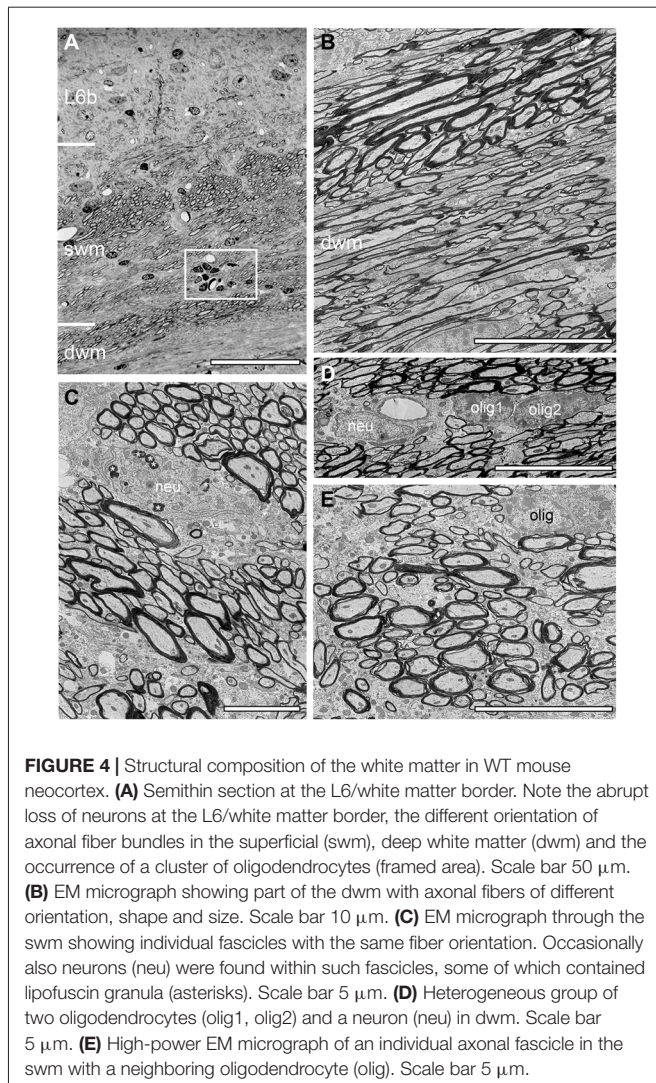 A
L6b
swm
dwm
B
dwm
C
neu
D
neu
olig1
olig2
E
olig
FIGURE 4 | Structural composition of the white matter in WT mouse
neocortex. (A) Semithin section at the L6/white matter border. Note the abrupt
loss of neurons at the L6/white matter border, the different orientation of
axonal fiber bundles in the superficial (swm), deep white matter (dwm) and the
occurrence of a cluster of oligodendrocytes (framed area). Scale bar 50 μm.
(B) EM micrograph showing part of the dwm with axonal fibers of different
orientation, shape and size. Scale bar 10 μm. (C) EM micrograph through the
swm showing individual fascicles with the same fiber orientation. Occasionally
also neurons (neu) were found within such fascicles, some of which contained
lipofuscin granula (asterisks). Scale bar 5 μm. (D) Heterogeneous group of
two oligodendrocytes (olig1, olig2) and a neuron (neu) in dwm. Scale bar
5 μm. (E) High-power EM micrograph of an individual axonal fascicle in the
swm with a neighboring oligodendrocyte (olig). Scale bar 5 μm.